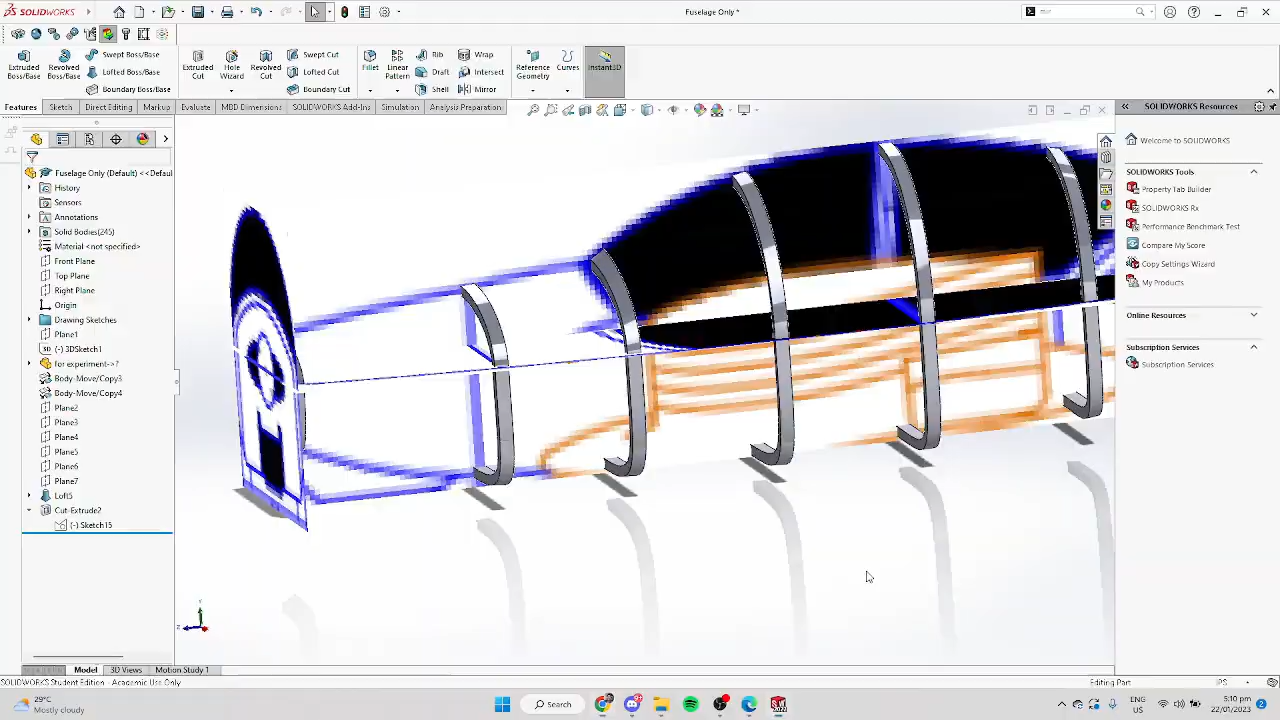 SOLIDWORKS
Fuselage Only *
Extruded Boss/Base
Revolved Boss/Base
Swept Boss/Base
Lofted Boss/Base
Boundary Boss/Base
Extruded Cut
Hole Wizard
Revolved Cut
Swept Cut
Lofted Cut
Boundary Cut
Fillet
Linear Pattern
Rib
Draft
Shell
Wrap
Intersect
Mirror
Reference Geometry
Curves
Instant3D
Features
Sketch
Direct Editing
Markup
Evaluate
MBD Dimensions
SOLIDWORKS Add-Ins
Simulation
Analysis Preparation
Fuselage Only (Default) <<Defaul
History
Sensors
Annotations
Solid Bodies(245)
Material <not specified>
Front Plane
Top Plane
Right Plane
Origin
Drawing Sketches
Plane1
(-) 3DSketch1
For experiment->?
Body-Move/Copy3
Body-Move/Copy4
Plane2
Plane3
Plane4
Plane5
Plane6
Plane7
Loft5
Cut-Extrude2
(-) Sketch15
SOLIDWORKS Resources
Welcome to SOLIDWORKS
SOLIDWORKS Tools
Property Tab Builder
SOLIDWORKS Rx
Performance Benchmark Test
Compare My Score
Copy Settings Wizard
My Products
Online Resources
Subscription Services
Subscription Services
Model
3D Views
Motion Study 1
SOLIDWORKS Student Edition - Academic Use Only
Editing Part
IPS
29°C
Mostly cloudy
Search
ENG
US
5:10 pm
22/01/2023